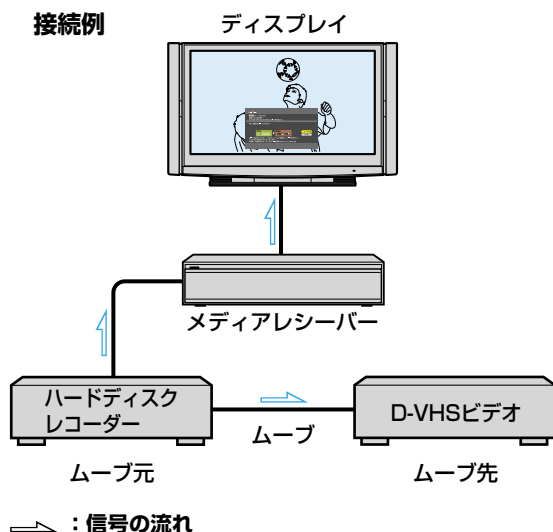 接続例
ディスプレイ
メディアレシーバー
ハードディスク
レコーダー
ムーブ
D-VHSビデオ
ムーブ元
ムーブ先
：信号の流れ